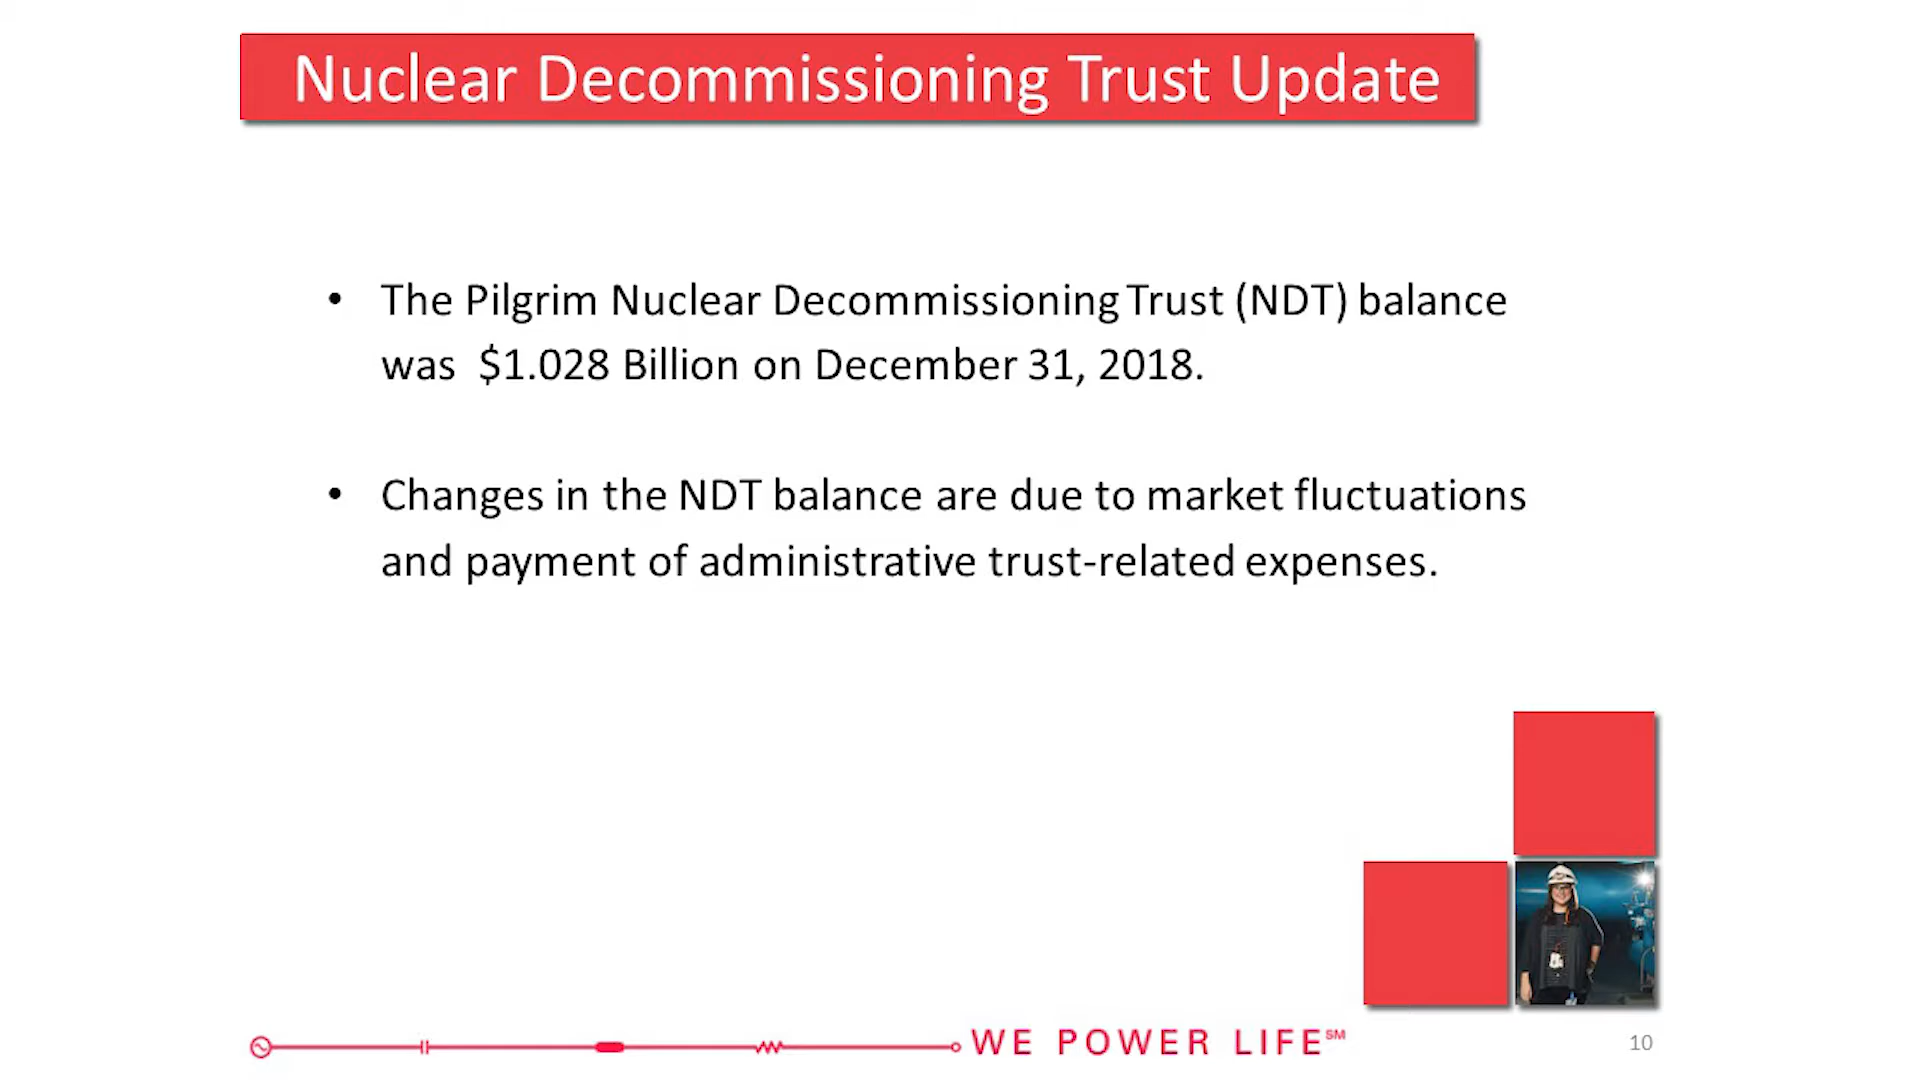 Nuclear Decommissioning Trust Update
• The Pilgrim Nuclear Decommissioning Trust (NDT) balance
was $1.028 Billion on December 31, 2018.
• Changes in the NDT balance are due to market fluctuations
and payment of administrative trust-related expenses.
WE POWER LIFE℠
10